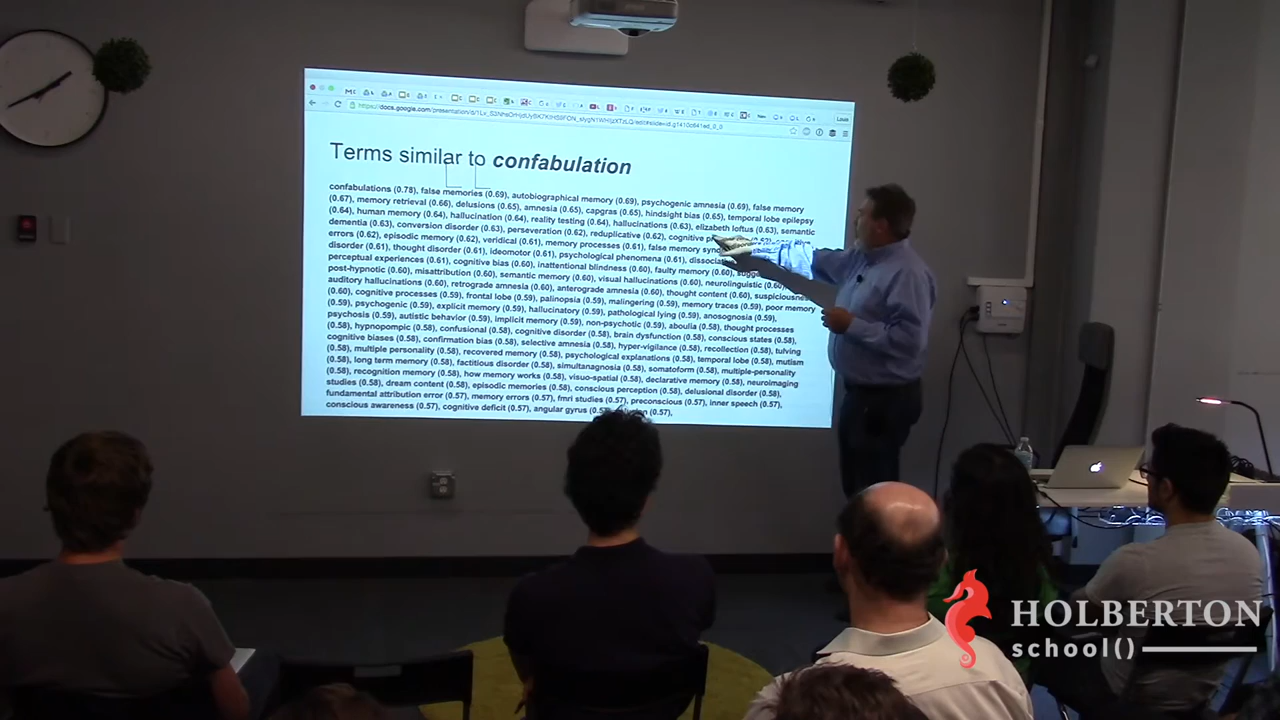 https://docs.google.com/presentation/d/
Louis
Terms similar to confabulation
confabulations (0.78), false memories (0.69), autobiographical memory (0.69), psychogenic amnesia (0.69), false memory
(0.67), memory retrieval (0.66), delusions (0.65), amnesia (0.65), capgras (0.65), hindsight bias (0.65), temporal lobe epilepsy
(0.64), human memory (0.64), hallucination (0.64), reality testing (0.64), hallucinations (0.63), elizabeth loftus (0.63), semantic
dementia (0.63), conversion disorder (0.63), perseveration (0.62), reduplicative (0.62), cognitive
errors (0.62), episodic memory (0.62), veridical (0.61), memory processes (0.61), false memory
disorder (0.61), thought disorder (0.61), ideomotor (0.61), psychological phenomena (0.61),
perceptual experiences (0.61), cognitive bias (0.60), inattentional blindness (0.60), faulty memory (0.60),
post-hypnotic (0.60), misattribution (0.60), semantic memory (0.60), visual hallucinations (0.60), neurolinguistic (0.60),
auditory hallucinations (0.60), retrograde amnesia (0.60), anterograde amnesia (0.60), thought content (0.60), suspiciousness
(0.60), cognitive processes (0.59), frontal lobe (0.59), palinopsia (0.59), malingering (0.59), memory traces (0.59), poor memory
(0.59), psychogenic (0.59), explicit memory (0.59), hallucinatory (0.59), pathological lying (0.59), anosognosia (0.59),
psychosis (0.59), autistic behavior (0.59), implicit memory (0.59), non-psychotic (0.59), aboulia (0.58), thought processes
(0.58), hypnopompic (0.58), confusional (0.58), cognitive disorder (0.58), brain dysfunction (0.58), conscious states (0.58),
cognitive biases (0.58), confirmation bias (0.58), selective amnesia (0.58), hyper-vigilance (0.58), recollection (0.58), tulving
(0.58), multiple personality (0.58), recovered memory (0.58), psychological explanations (0.58), temporal lobe (0.58), mutism
(0.58), long term memory (0.58), factitious disorder (0.58), simultanagnosia (0.58), somatoform (0.58), multiple-personality
(0.58), recognition memory (0.58), how memory works (0.58), visuo-spatial (0.58), declarative memory (0.58), neuroimaging
studies (0.58), dream content (0.58), episodic memories (0.58), conscious perception (0.58), delusional disorder (0.58),
fundamental attribution error (0.57), memory errors (0.57), fmri studies (0.57), preconscious (0.57), inner speech (0.57),
conscious awareness (0.57), cognitive deficit (0.57), angular gyrus (0.57),
HOLBERTON
school()